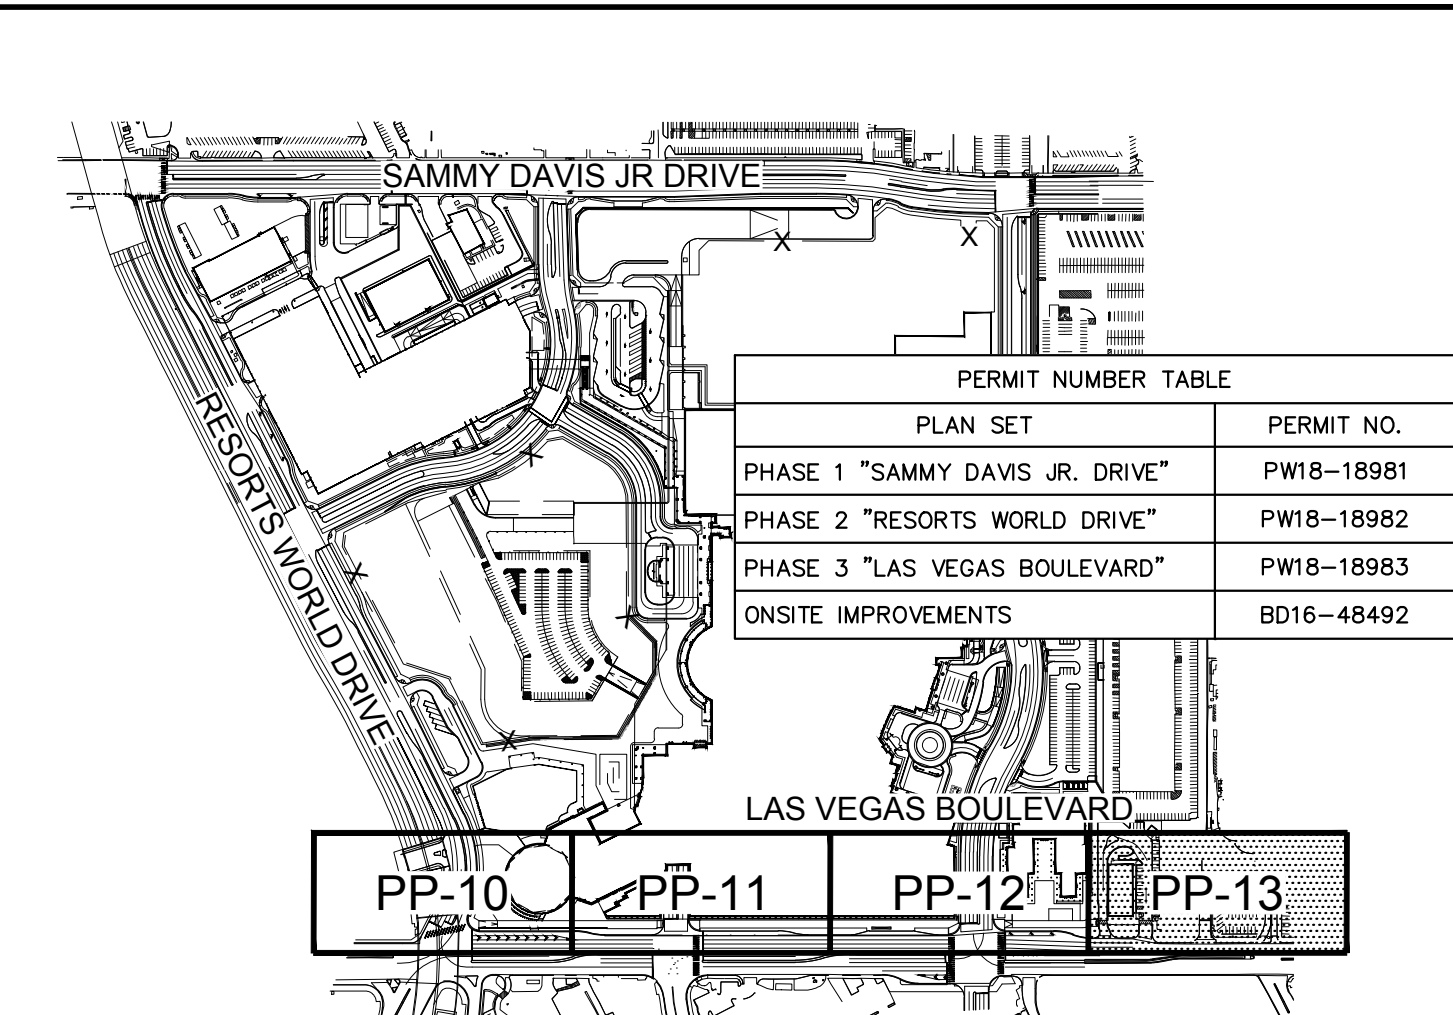 SAMMY DAVIS JR DRIVE
RESORTS WORLD DRIVE
X
X
X
X
X
X
PERMIT NUMBER TABLE
PLAN SET PERMIT NO.
PHASE 1 "SAMMY DAVIS JR. DRIVE" PW18-18981
PHASE 2 "RESORTS WORLD DRIVE" PW18-18982
PHASE 3 "LAS VEGAS BOULEVARD" PW18-18983
ONSITE IMPROVEMENTS BD16-48492
LAS VEGAS BOULEVARD
PP-10 PP-11 PP-12 PP-13